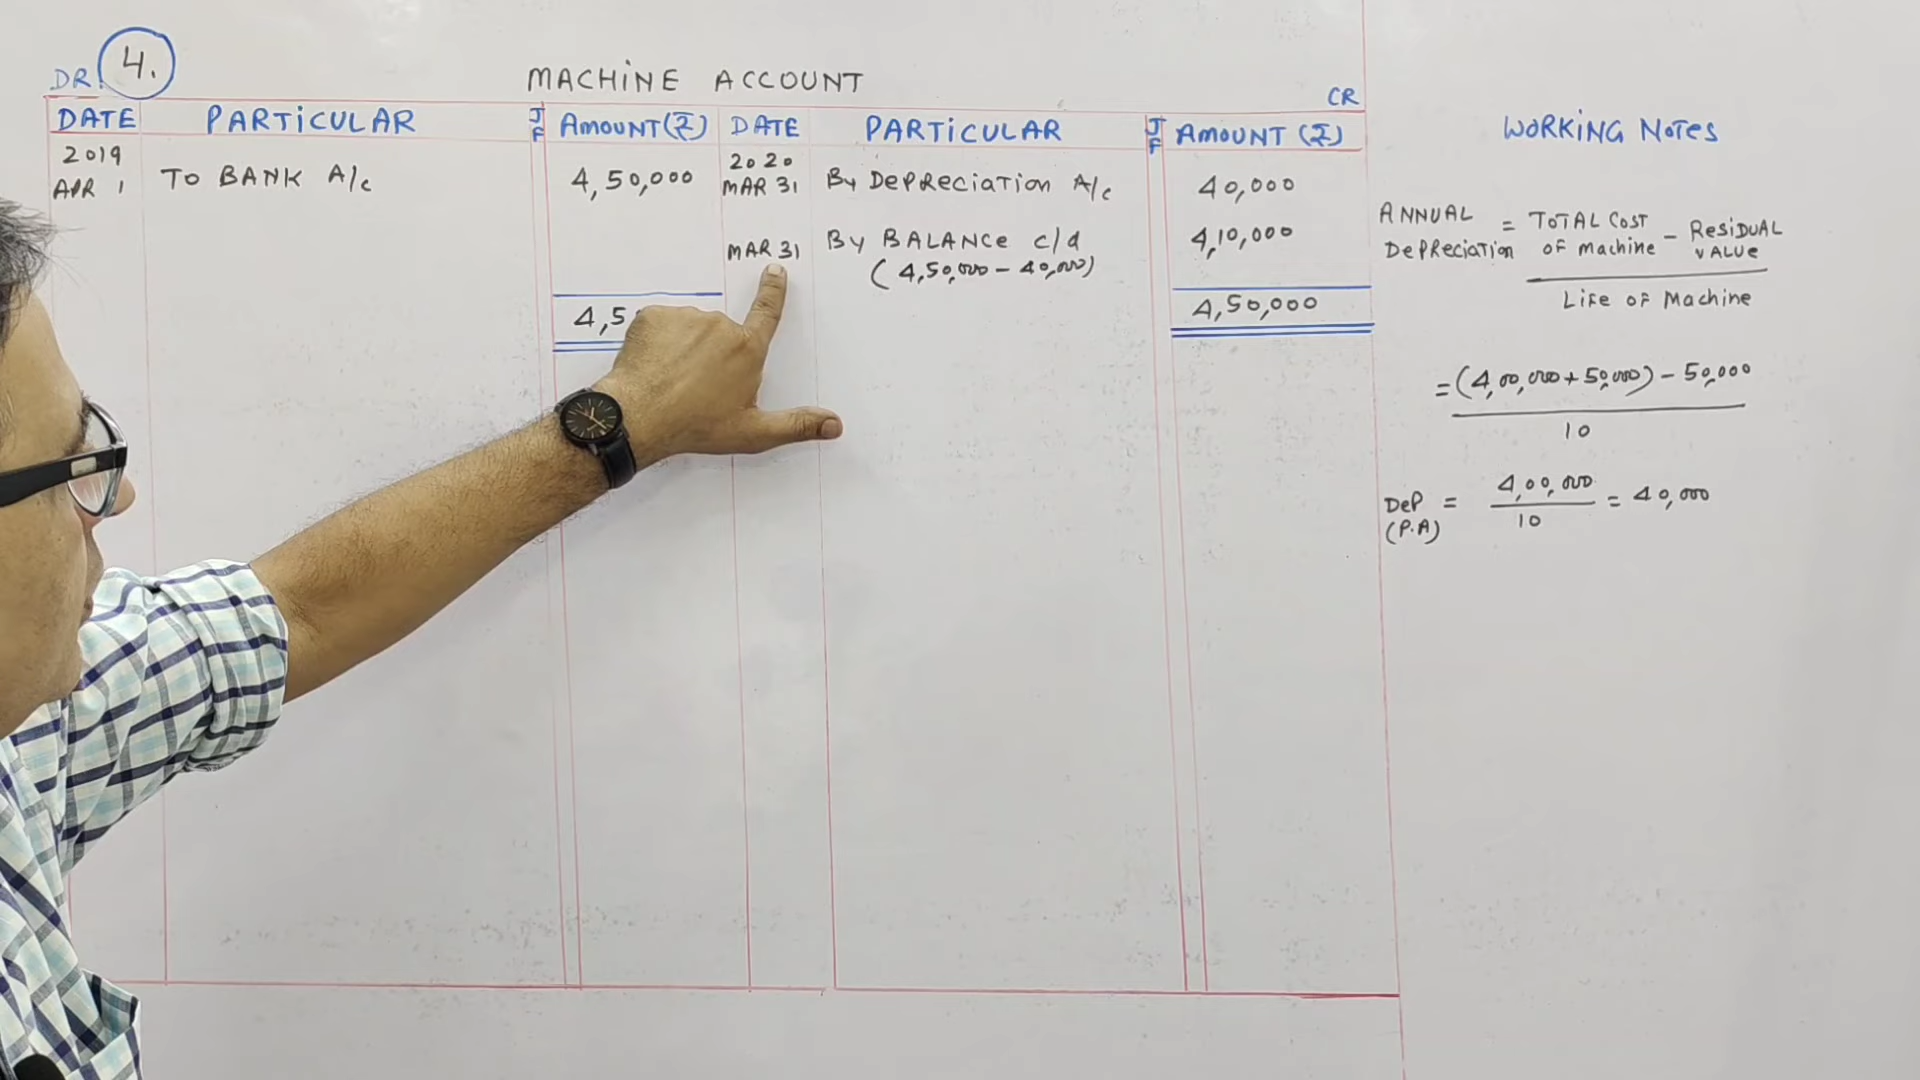 4.
DR.
MACHINE ACCOUNT
CR
DATE PARTICULAR JF AMOUNT(₹) DATE PARTICULAR JF AMOUNT (₹)
2019 2020
APR 1 TO BANK A/c 4,50,000 MAR 31 By DEPRECIATION A/c 40,000
MAR 31 By BALANCE c/d 4,10,000
(4,50,000 - 40,000)
4,50,000
WORKING NOTES
ANNUAL DEPRECIATION = TOTAL COST OF MACHINE - RESIDUAL VALUE
LIFE OF MACHINE
= (4,00,000 + 50,000) - 50,000
10
DEP (P.A) = 4,00,000 = 40,000
10